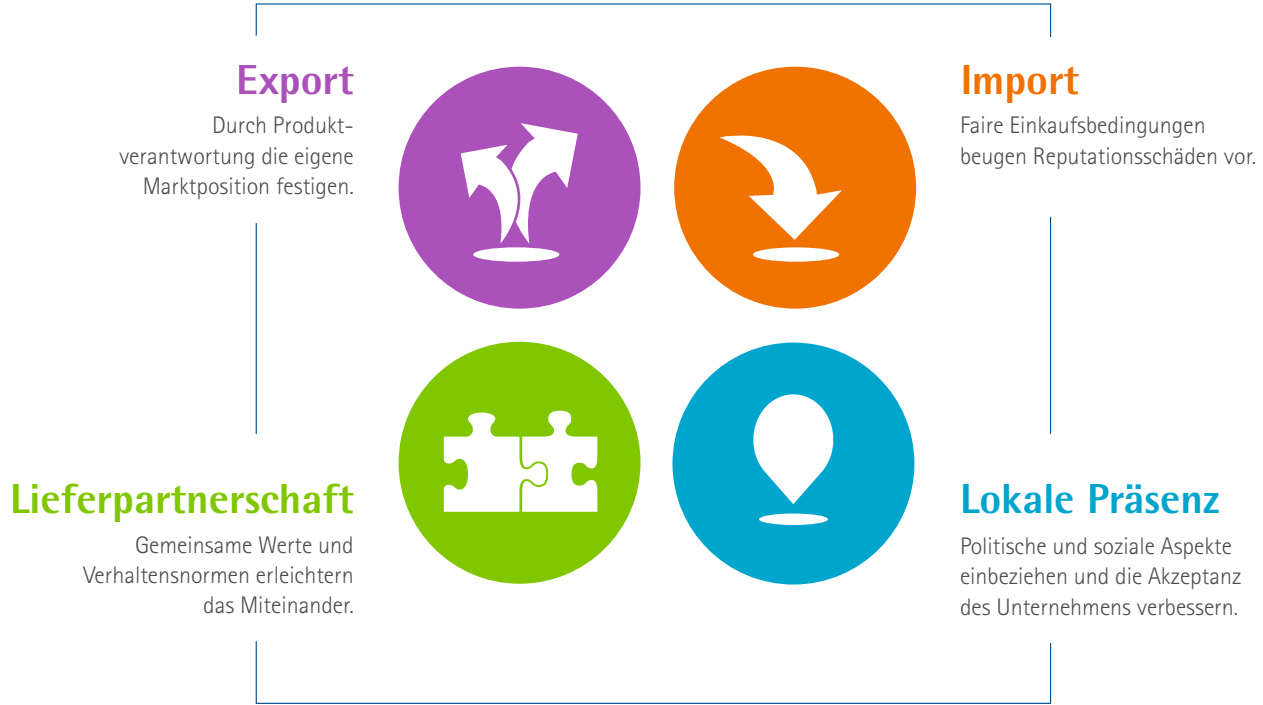 Export
Durch Produkt-
verantwortung die eigene
Marktposition festigen.
Import
Faire Einkaufsbedingungen
beugen Reputationsschäden vor.
Lieferpartnerschaft
Gemeinsame Werte und
Verhaltensnormen erleichtern
das Miteinander.
Lokale Präsenz
Politische und soziale Aspekte
einbeziehen und die Akzeptanz
des Unternehmens verbessern.